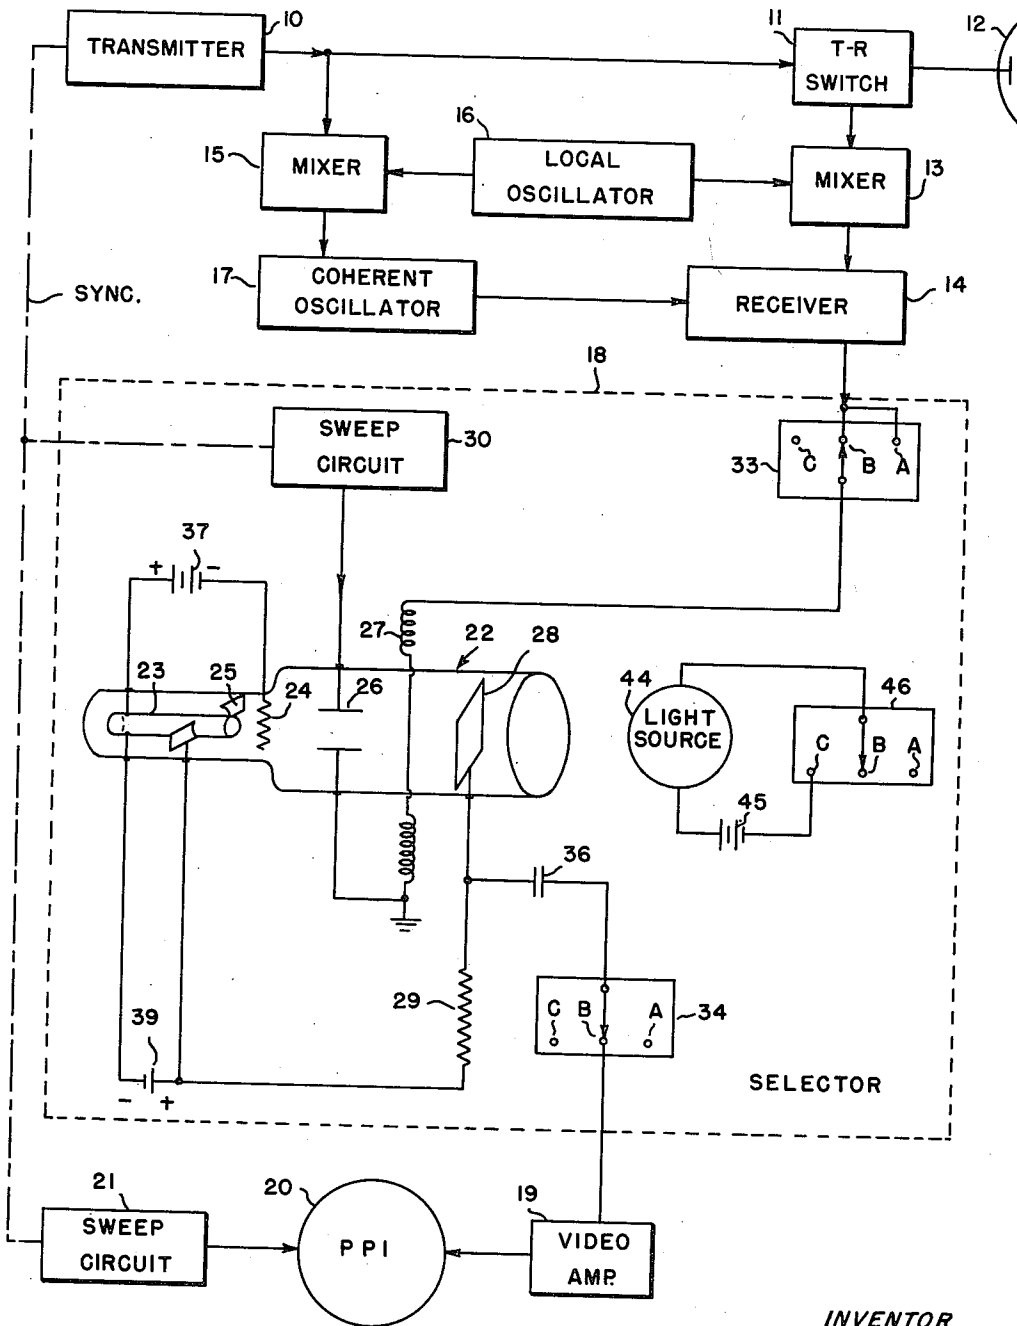 10
TRANSMITTER
11
T-R
SWITCH
12
15
MIXER
16
LOCAL
OSCILLATOR
MIXER
13
17
COHERENT
OSCILLATOR
RECEIVER
14
SYNC.
18
SWEEP
CIRCUIT
30
33
C
B
A
37
+
-
27
22
28
23
25
24
26
44
LIGHT
SOURCE
46
C
B
A
45
36
29
C
B
A
34
39
-
+
SELECTOR
21
SWEEP
CIRCUIT
20
PPI
19
VIDEO
AMP.
INVENTOR